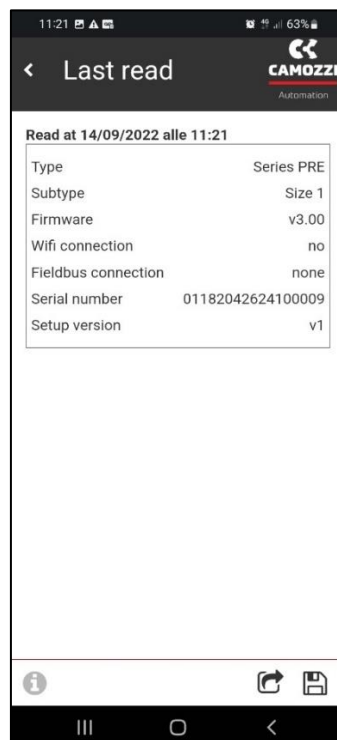 11:21 63%
Last read
CAMOZZI
Automation
Read at 14/09/2022 alle 11:21
Type Series PRE
Subtype Size 1
Firmware v3.00
Wifi connection no
Fieldbus connection none
Serial number 01182042624100009
Setup version v1